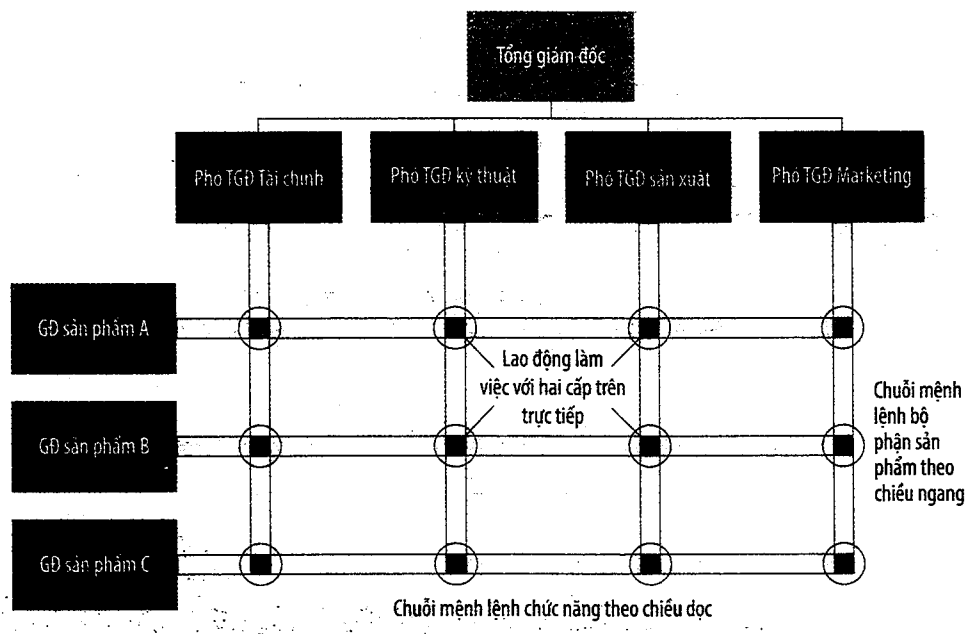 Tổng giám đốc
Phó TGĐ Tài chính
Phó TGĐ kỹ thuật
Phó TGĐ sản xuất
Phó TGĐ Marketing
GĐ sản phẩm A
Lao động làm
việc với hai cấp trên
trực tiếp
Chuỗi mệnh
lệnh bộ
phận sản
phẩm theo
chiều ngang
GĐ sản phẩm B
GĐ sản phẩm C
Chuỗi mệnh lệnh chức năng theo chiều dọc